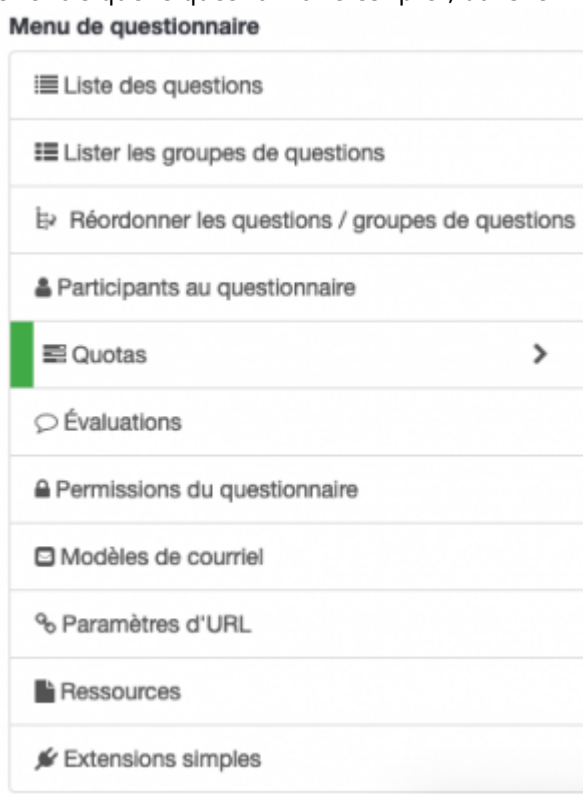 Menu de questionnaire
Liste des questions
Lister les groupes de questions
Réordonner les questions / groupes de questions
Participants au questionnaire
Quotas
Évaluations
Permissions du questionnaire
Modèles de courriel
Paramètres d'URL
Ressources
Extensions simples